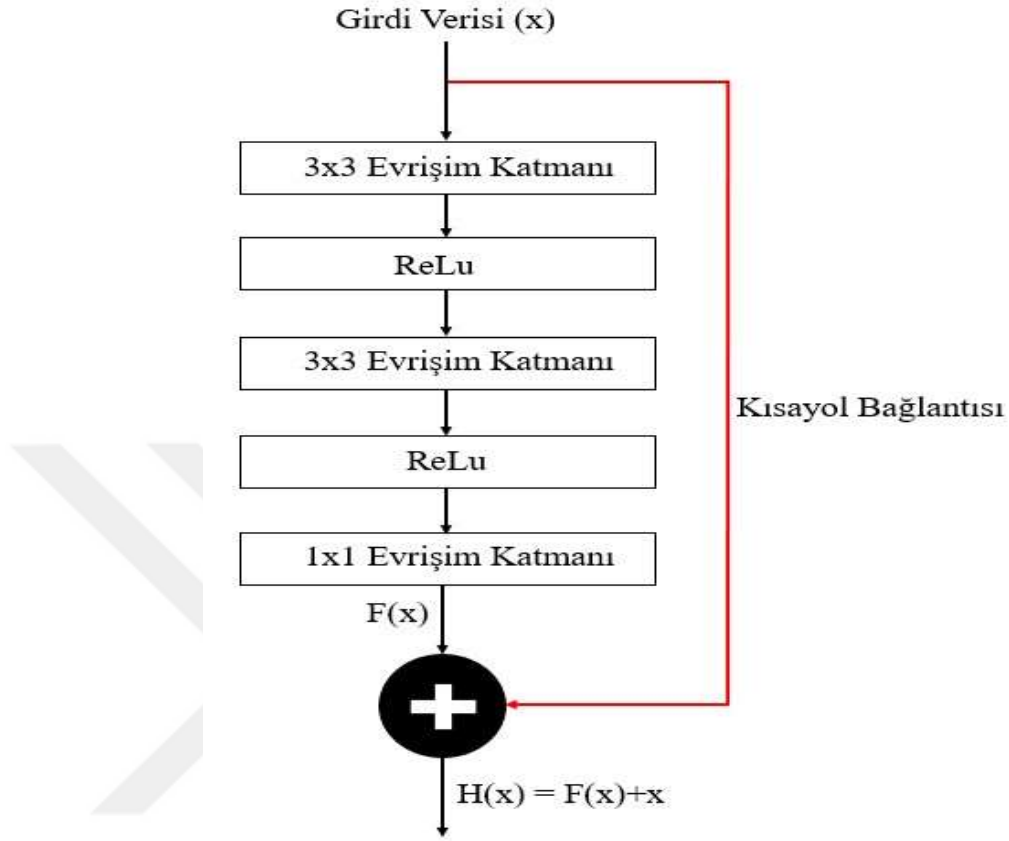 Girdi Verisi (x)
3x3 Evrişim Katmanı
ReLu
3x3 Evrişim Katmanı
Kısayol Bağlantısı
ReLu
1x1 Evrişim Katmanı
F(x)
H(x) = F(x)+x